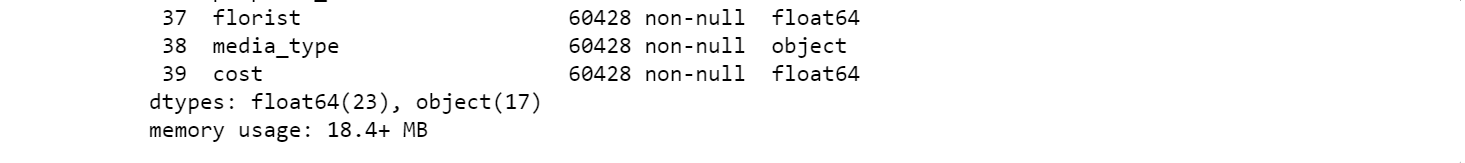 37 florist 60428 non-null float64
38 media_type 60428 non-null object
39 cost 60428 non-null float64
dtypes: float64(23), object(17)
memory usage: 18.4+ MB